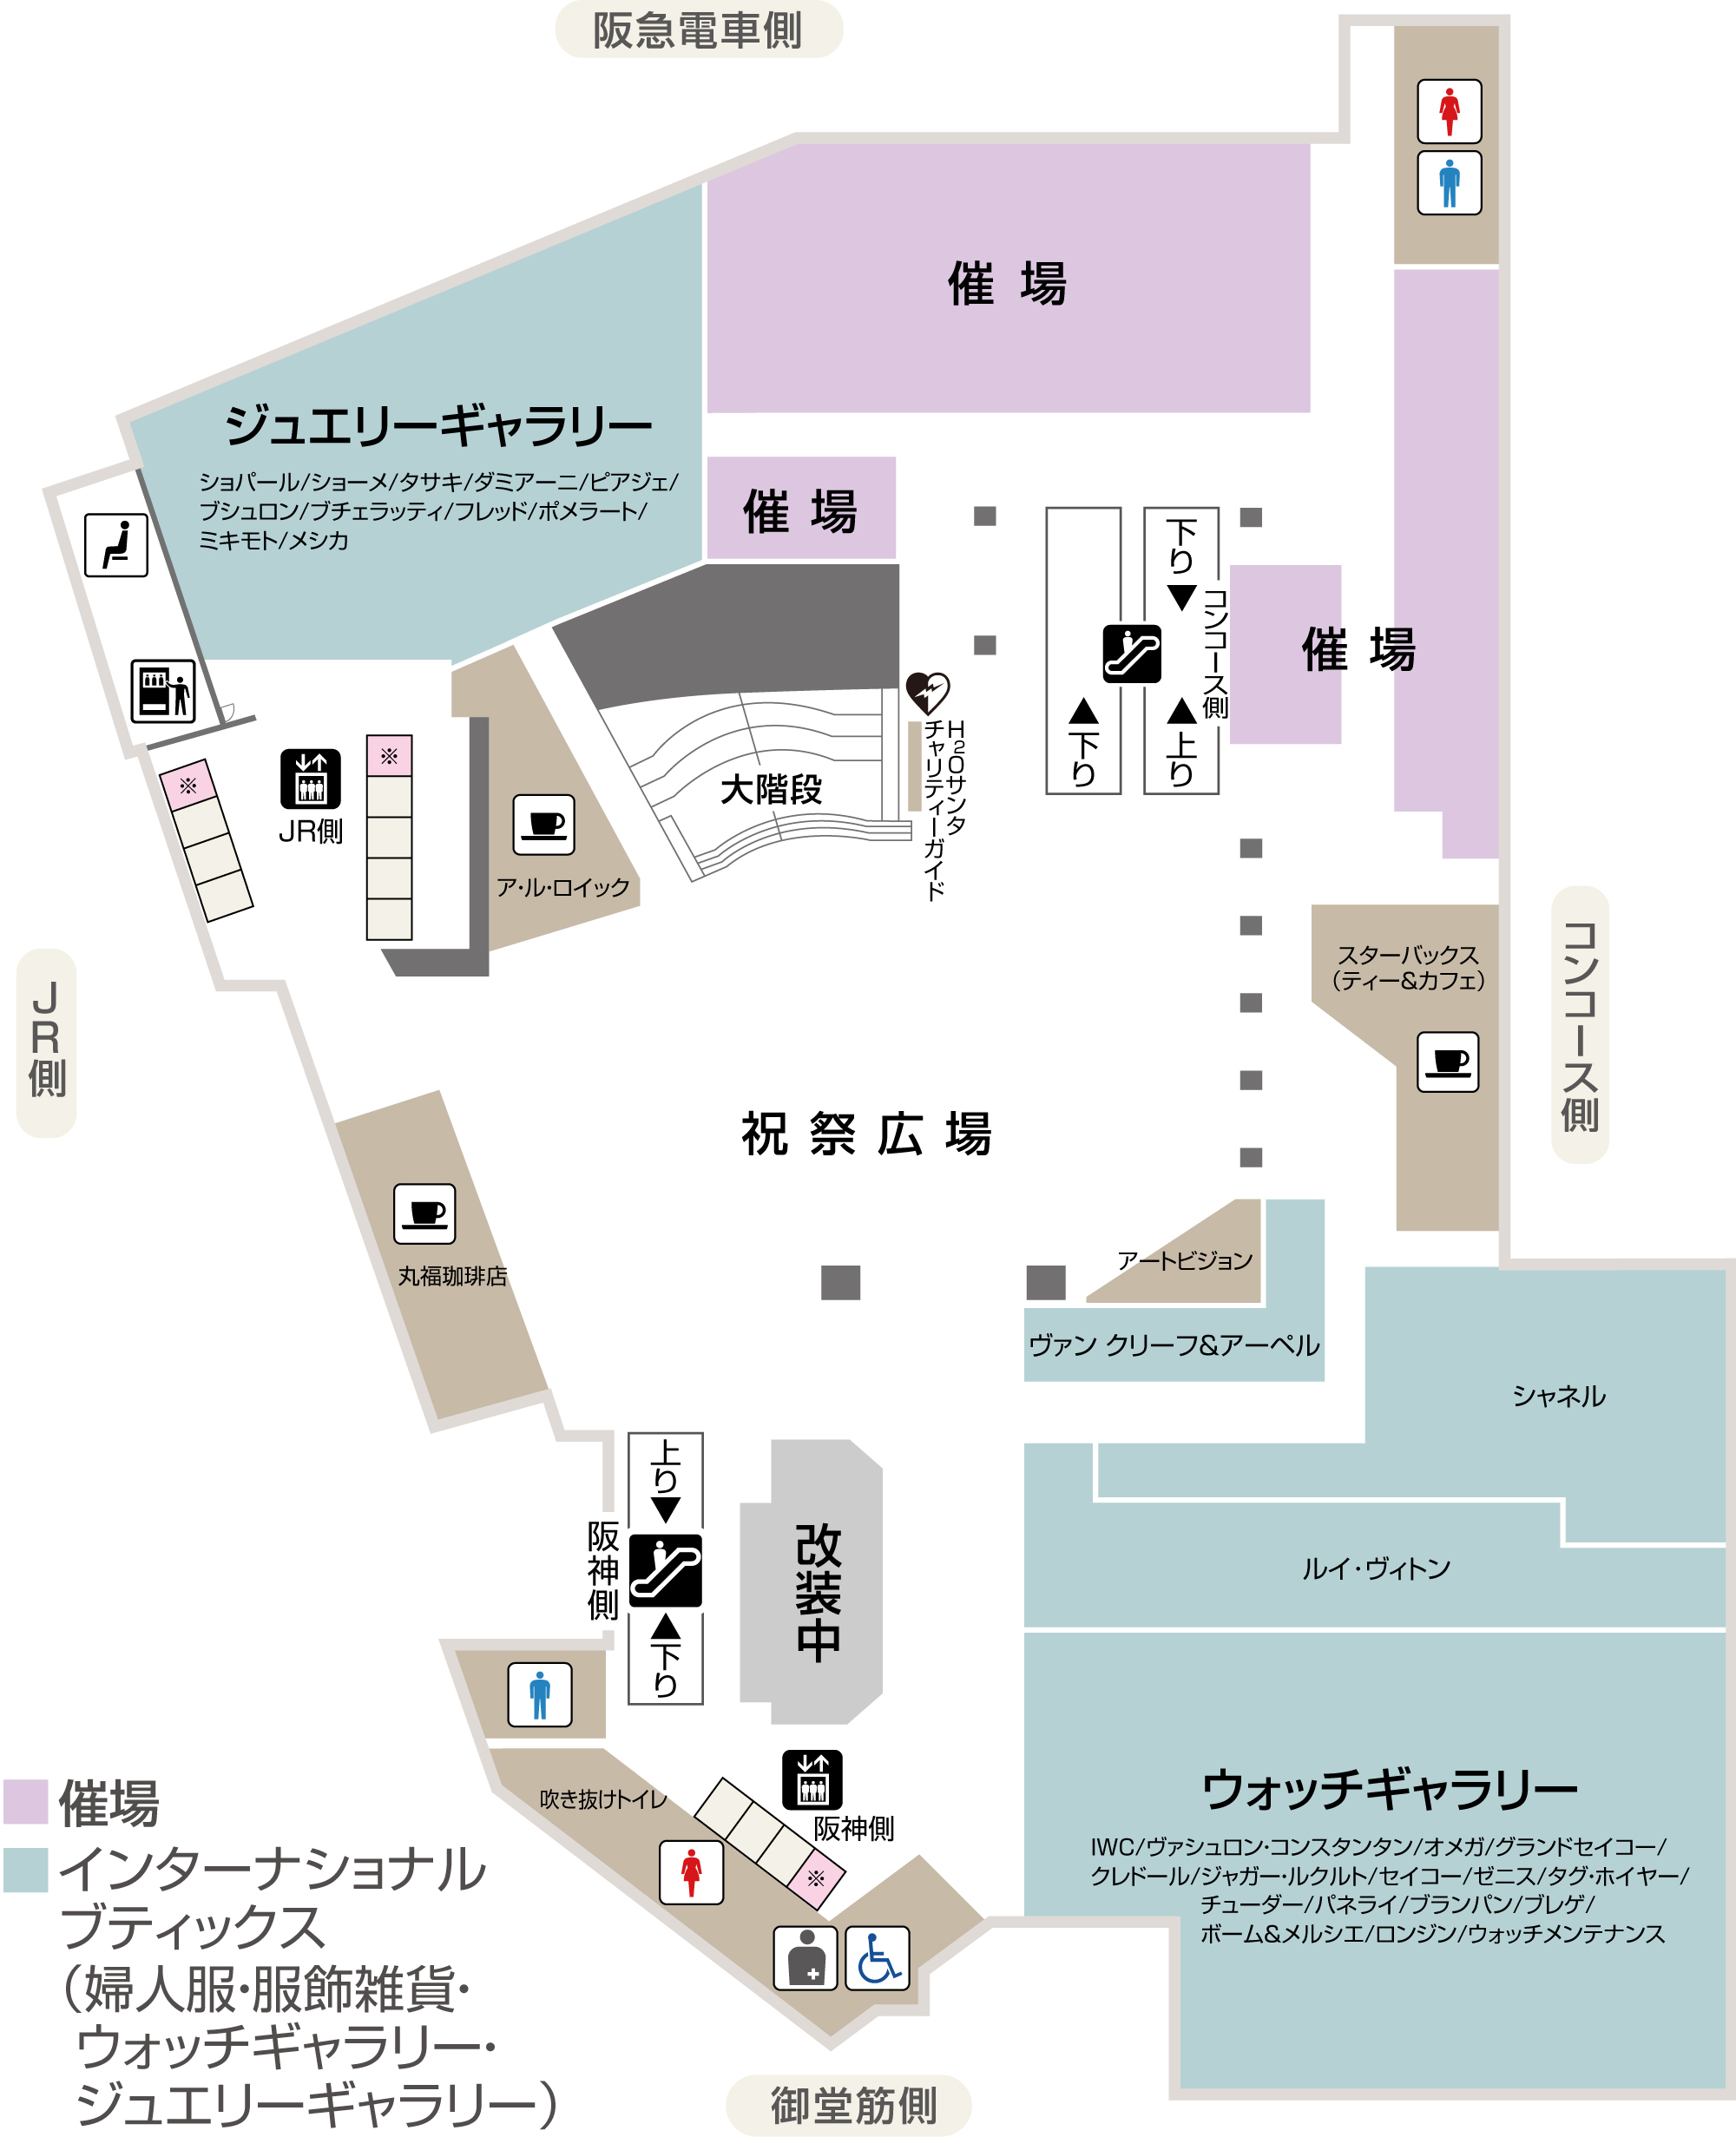 阪急電車側
催場
ジュエリーギャラリー
ショパール/ショーメ/タサキ/ダミアーニ/ピアジェ/
ブシュロン/ブチェラッティ/フレッド/ポメラート/
ミキモト/メシカ
催場
下り
コンコース側
催場
下り
上り
H2Oサンタ
チャリティーガイド
大階段
※
※
JR側
ア・ル・ロイック
スターバックス
(ティー&カフェ)
コンコース側
JR側
祝祭広場
丸福珈琲店
アートビジョン
ヴァン クリーフ&アーペル
シャネル
上り
阪神側
下り
改装中
ルイ・ヴィトン
ウォッチギャラリー
IWC/ヴァシュロン・コンスタンタン/オメガ/グランドセイコー/
クレドール/ジャガー・ルクルト/セイコー/ゼニス/タグ・ホイヤー/
チューダー/パネライ/ブランパン/ブレゲ/
ボーム&メルシエ/ロンジン/ウォッチメンテナンス
吹き抜けトイレ
阪神側
※
催場
インターナショナル
ブティックス
(婦人服・服飾雑貨・
ウォッチギャラリー・
ジュエリーギャラリー)
御堂筋側